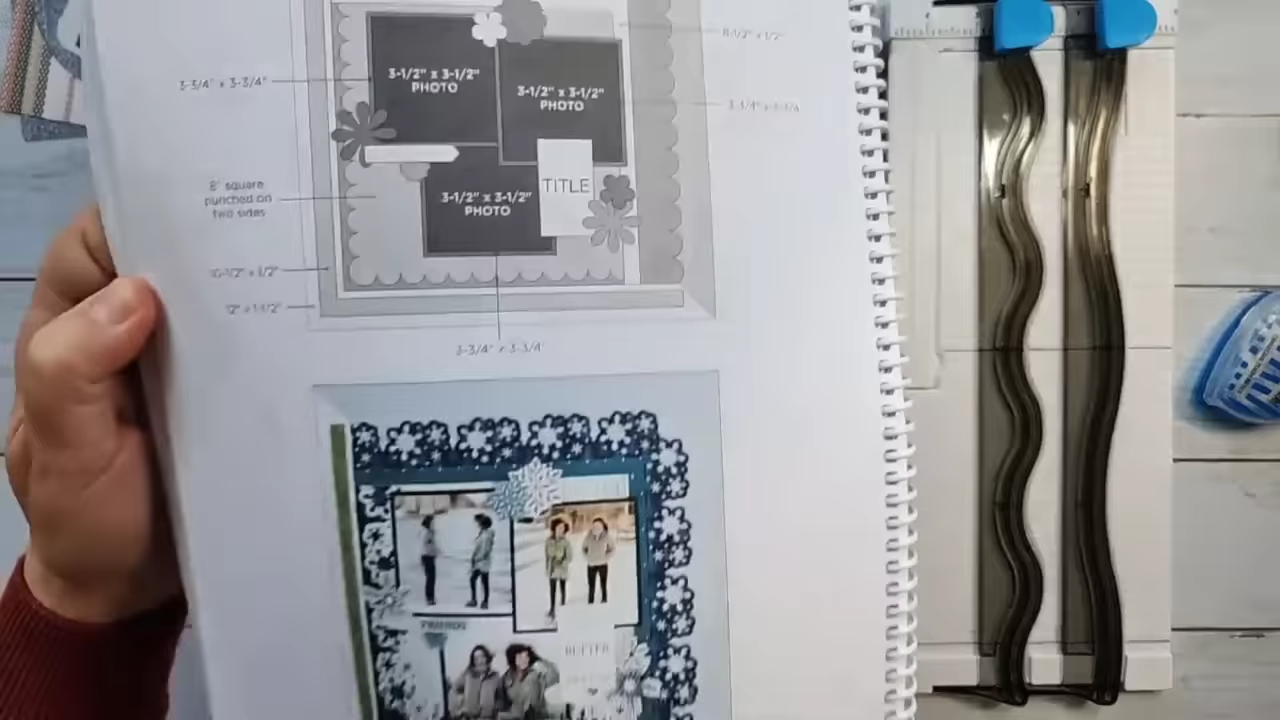 3-1/2" x 3-1/2"
PHOTO
3-1/2" x 3-1/2"
PHOTO
3-3/4" x 3-3/4"
8" square
punched on
two sides
3-1/2" x 3-1/2"
PHOTO
TITLE
10-1/2" x 1/2"
12" x 1-1/2"
3-3/4" x 3-3/4"
FRIENDS
BETTER